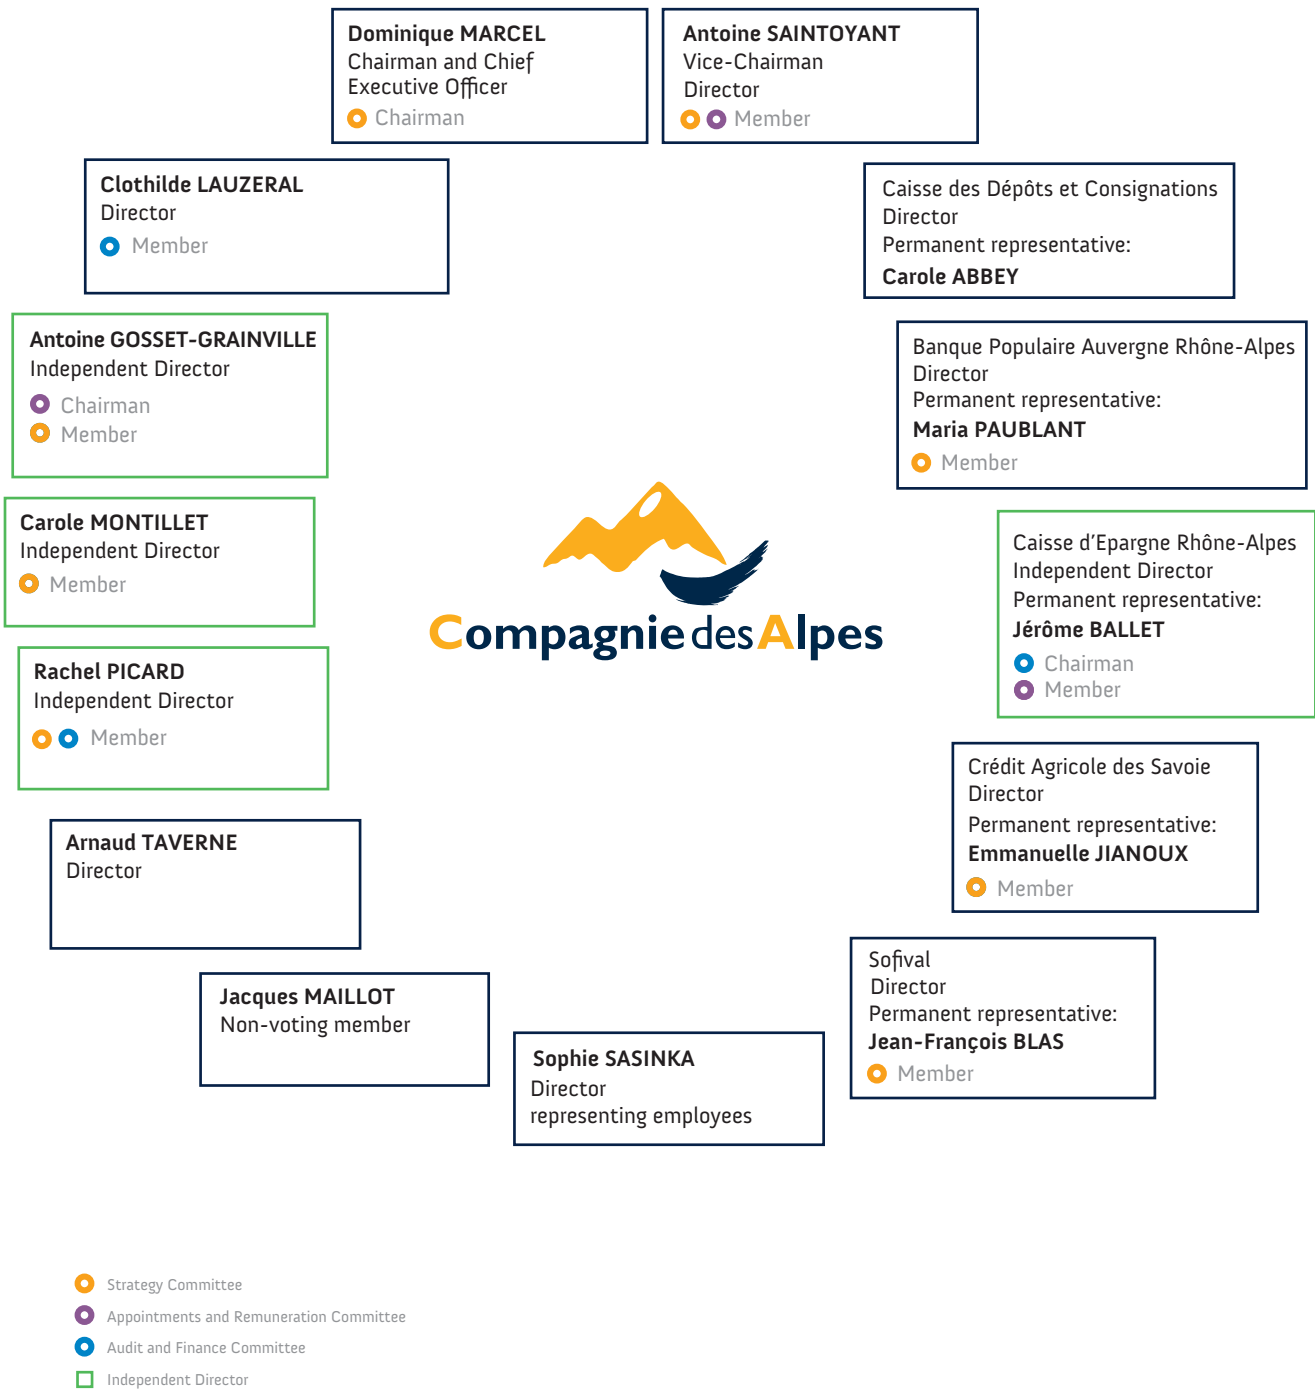 Dominique MARCEL
Chairman and Chief
Executive Officer
Chairman
Antoine SAINTOYANT
Vice-Chairman
Director
Member
Clothilde LAUZERAL
Director
Member
Caisse des Dépôts et Consignations
Director
Permanent representative:
Carole ABBEY
Antoine GOSSET-GRAINVILLE
Independent Director
Chairman
Member
Banque Populaire Auvergne Rhône-Alpes
Director
Permanent representative:
Maria PAUBLANT
Member
Carole MONTILLET
Independent Director
Member
Compagnie des Alpes
Caisse d'Epargne Rhône-Alpes
Independent Director
Permanent representative:
Jérôme BALLET
Chairman
Member
Rachel PICARD
Independent Director
Member
Crédit Agricole des Savoie
Director
Permanent representative:
Emmanuelle JIANOUX
Member
Arnaud TAVERNE
Director
Sofival
Director
Permanent representative:
Jean-François BLAS
Member
Jacques MAILLOT
Non-voting member
Sophie SASINKA
Director
representing employees
Strategy Committee
Appointments and Remuneration Committee
Audit and Finance Committee
Independent Director